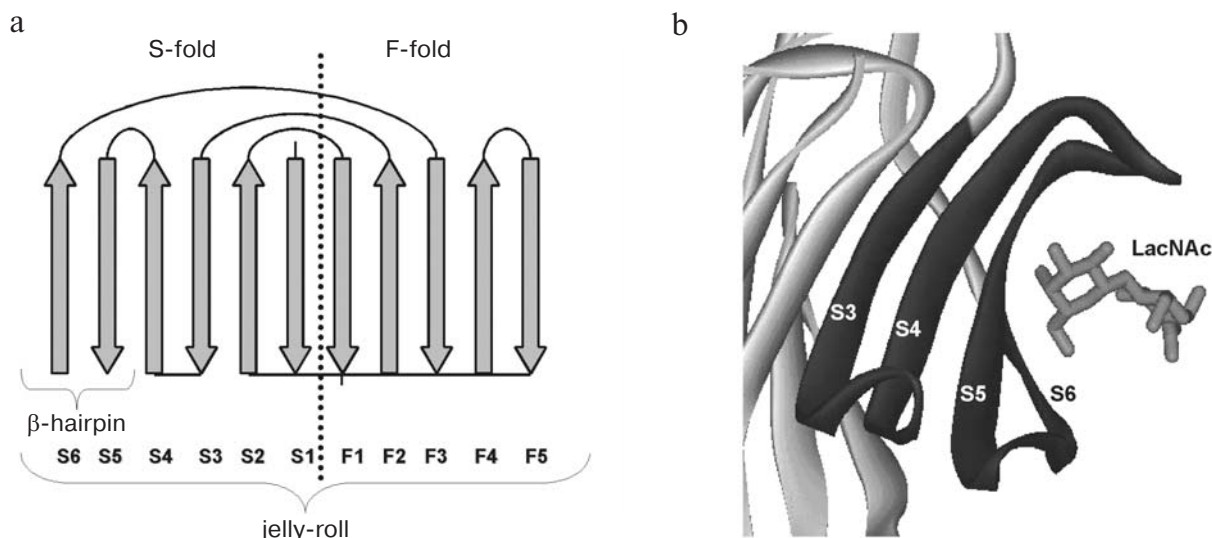 a
S-fold F-fold
β-hairpin
S6 S5 S4 S3 S2 S1 F1 F2 F3 F4 F5
jelly-roll
b
LacNAc
S3
S4
S5
S6